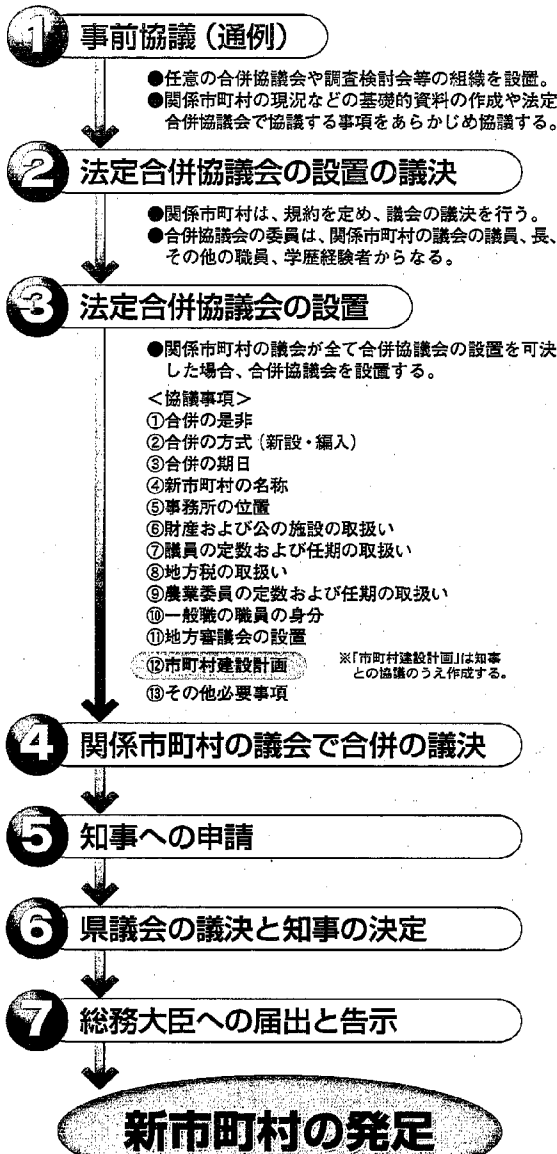 1 事前協議（通例）
●任意の合併協議会や調査検討会等の組織を設置。
●関係市町村の現況などの基礎的資料の作成や法定
合併協議会で協議する事項をあらかじめ協議する。
2 法定合併協議会の設置の議決
●関係市町村は、規約を定め、議会の議決を行う。
●合併協議会の委員は、関係市町村の議会の議員、長、
その他の職員、学歴経験者からなる。
3 法定合併協議会の設置
●関係市町村の議会が全て合併協議会の設置を可決
した場合、合併協議会を設置する。
＜協議事項＞
①合併の是非
②合併の方式（新設・編入）
③合併の期日
④新市町村の名称
⑤事務所の位置
⑥財産および公の施設の取扱い
⑦議員の定数および任期の取扱い
⑧地方税の取扱い
⑨農業委員の定数および任期の取扱い
⑩一般職の職員の身分
⑪地方審議会の設置
⑫市町村建設計画
※「市町村建設計画」は知事
との協議のうえ作成する。
⑬その他必要事項
4 関係市町村の議会で合併の議決
5 知事への申請
6 県議会の議決と知事の決定
7 総務大臣への届出と告示
新市町村の発足